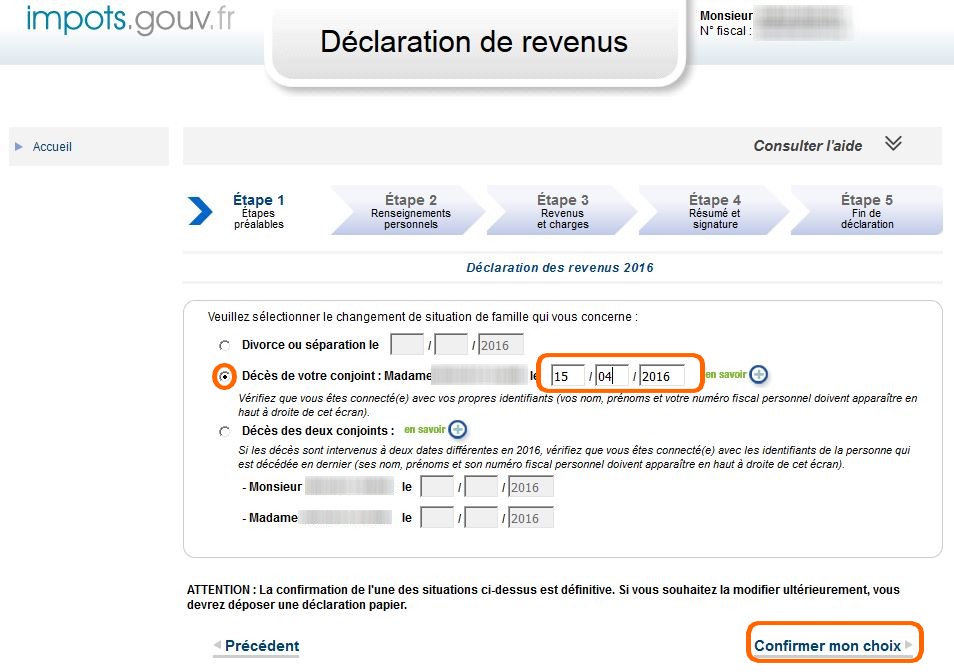 impots.gouv.fr
Déclaration de revenus
Monsieur
N° fiscal :
Accueil
Consulter l'aide
Étape 1
Étapes
préalables
Étape 2
Renseignements
personnels
Étape 3
Revenus
et charges
Étape 4
Résumé et
signature
Étape 5
Fin de
déclaration
Déclaration des revenus 2016
Veuillez sélectionner le changement de situation de famille qui vous concerne :
Divorce ou séparation le / / 2016
Décès de votre conjoint : Madame le 15 / 04 / 2016 en savoir +
Vérifiez que vous êtes connecté(e) avec vos propres identifiants (vos nom, prénoms et votre numéro fiscal personnel doivent apparaître en
haut à droite de cet écran).
Décès des deux conjoints : en savoir +
Si les décès sont intervenus à deux dates différentes en 2016, vérifiez que vous êtes connecté(e) avec les identifiants de la personne qui
est décédée en dernier (ses nom, prénoms et son numéro fiscal personnel doivent apparaître en haut à droite de cet écran).
- Monsieur le / / 2016
- Madame le / / 2016
ATTENTION : La confirmation de l'une des situations ci-dessus est définitive. Si vous souhaitez la modifier ultérieurement, vous
devrez déposer une déclaration papier.
Précédent
Confirmer mon choix